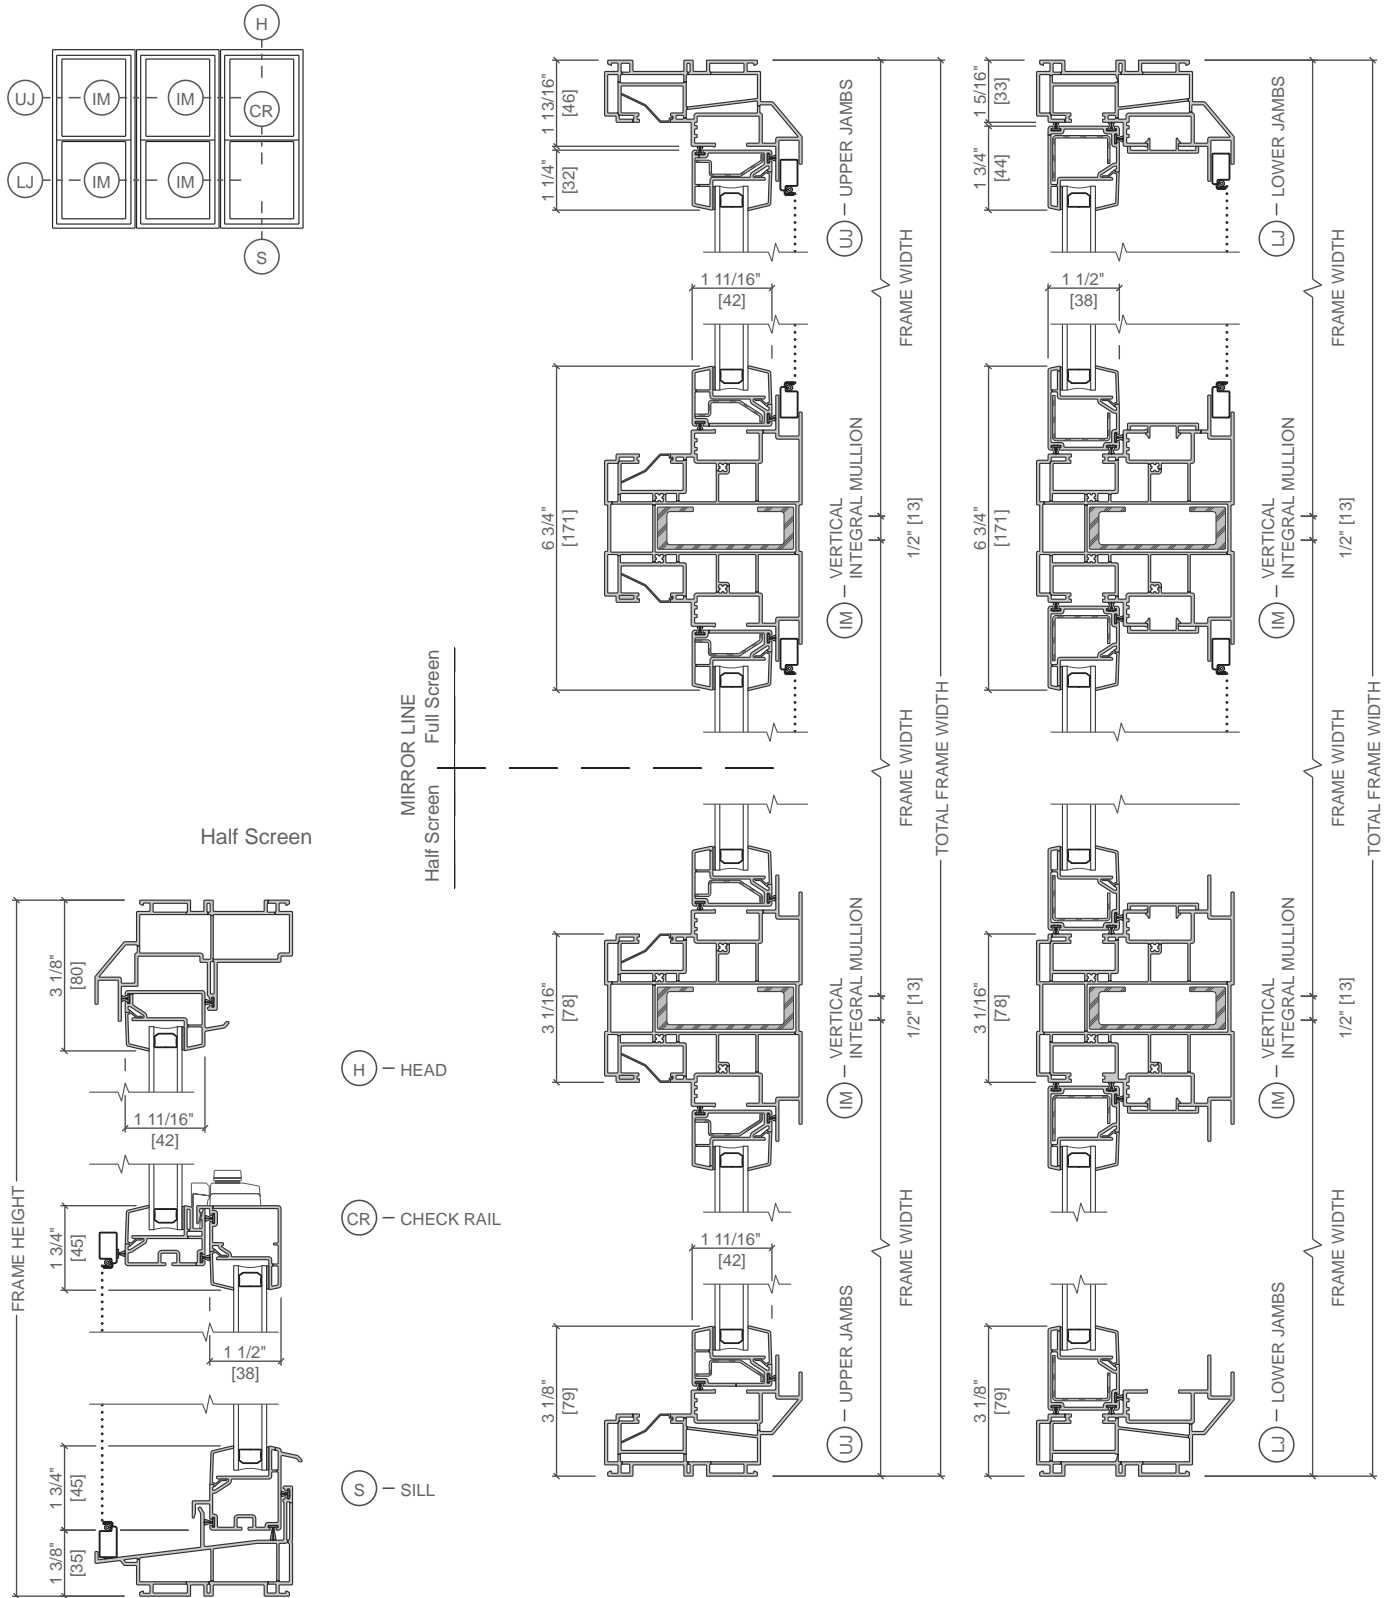 H
UJ
IM
IM
CR
LJ
IM
IM
S
Half Screen
FRAME HEIGHT
3 1/8"
[80]
1 11/16"
[42]
1 3/4"
[45]
1 1/2"
[38]
1 3/4"
[45]
1 3/8"
[35]
H – HEAD
CR – CHECK RAIL
S – SILL
MIRROR LINE
Full Screen
Half Screen
1 13/16"
[46]
1 1/4"
[32]
UJ – UPPER JAMBS
1 11/16"
[42]
FRAME WIDTH
6 3/4"
[171]
IM – VERTICAL
INTEGRAL MULLION
1/2" [13]
FRAME WIDTH
TOTAL FRAME WIDTH
3 1/16"
[78]
IM – VERTICAL
INTEGRAL MULLION
1/2" [13]
FRAME WIDTH
1 11/16"
[42]
3 1/8"
[79]
UJ – UPPER JAMBS
1 5/16"
[33]
1 3/4"
[44]
LJ – LOWER JAMBS
1 1/2"
[38]
FRAME WIDTH
6 3/4"
[171]
IM – VERTICAL
INTEGRAL MULLION
1/2" [13]
FRAME WIDTH
TOTAL FRAME WIDTH
3 1/16"
[78]
IM – VERTICAL
INTEGRAL MULLION
1/2" [13]
FRAME WIDTH
3 1/8"
[79]
LJ – LOWER JAMBS